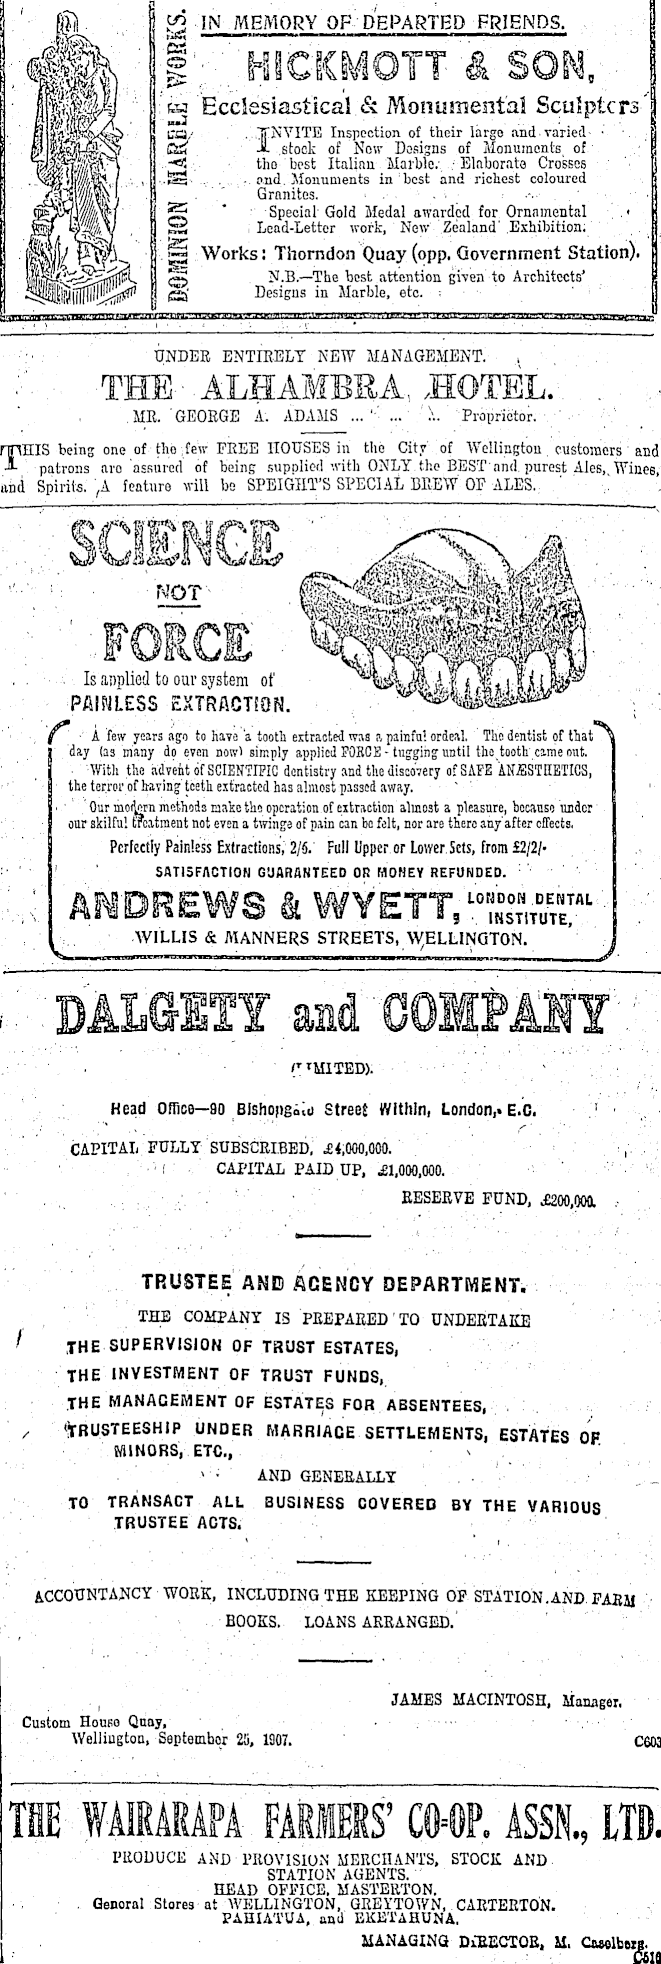 DOMINION MARBLE WORKS.
IN MEMORY OF DEPARTED FRIENDS.
HICKMOTT & SON,
Ecclesiastical & Monumental Sculptors
INVITE Inspection of their large and varied
stock of New Designs of Monuments of
the best Italian Marble. Elaborate Crosses
and Monuments in best and richest coloured
Granites.
Special Gold Medal awarded for Ornamental
Lead-Letter work, New Zealand Exhibition.
Works: Thorndon Quay (opp. Government Station).
N.B.—The best attention given to Architects'
Designs in Marble, etc.
UNDER ENTIRELY NEW MANAGEMENT.
THE ALHAMBRA HOTEL.
MR. GEORGE A. ADAMS ... ... ... Proprietor.
THIS being one of the few FREE HOUSES in the City of Wellington customers and
patrons are assured of being supplied with ONLY the BEST and purest Ales, Wines,
and Spirits. A feature will be SPEIGHT'S SPECIAL BREW OF ALES.
SCIENCE
NOT
FORCE
Is applied to our system of
PAINLESS EXTRACTION.
A few years ago to have a tooth extracted was a painful ordeal. The dentist of that
day (as many do even now) simply applied FORCE - tugging until the tooth came out.
With the advent of SCIENTIFIC dentistry and the discovery of SAFE ANÆSTHETICS,
the terror of having teeth extracted has almost passed away.
Our modern methods make the operation of extraction almost a pleasure, because under
our skilful treatment not even a twinge of pain can be felt, nor are there any after effects.
Perfectly Painless Extractions, 2/6. Full Upper or Lower Sets, from £2/2/-
SATISFACTION GUARANTEED OR MONEY REFUNDED.
ANDREWS & WYETT, LONDON DENTAL
INSTITUTE,
WILLIS & MANNERS STREETS, WELLINGTON.
DALGETY and COMPANY
(LIMITED).
Head Office—90 Bishopgate Street Within, London, E.C.
CAPITAL FULLY SUBSCRIBED, £4,000,000.
CAPITAL PAID UP, £1,000,000.
RESERVE FUND, £200,000.
TRUSTEE AND AGENCY DEPARTMENT.
THE COMPANY IS PREPARED TO UNDERTAKE
THE SUPERVISION OF TRUST ESTATES,
THE INVESTMENT OF TRUST FUNDS,
THE MANAGEMENT OF ESTATES FOR ABSENTEES,
TRUSTEESHIP UNDER MARRIAGE SETTLEMENTS, ESTATES OF
MINORS, ETC.,
AND GENERALLY
TO TRANSACT ALL BUSINESS COVERED BY THE VARIOUS
TRUSTEE ACTS.
ACCOUNTANCY WORK, INCLUDING THE KEEPING OF STATION AND FARM
BOOKS. LOANS ARRANGED.
JAMES MACINTOSH, Manager.
Custom House Quay,
Wellington, September 25, 1907.
C603
THE WAIRARAPA FARMERS' CO=OP. ASSN., LTD.
PRODUCE AND PROVISION MERCHANTS, STOCK AND
STATION AGENTS.
HEAD OFFICE, MASTERTON.
General Stores at WELLINGTON, GREYTOWN, CARTERTON.
PAHIATUA, and EKETAHUNA.
MANAGING DIRECTOR, M. Caselberg.
C516